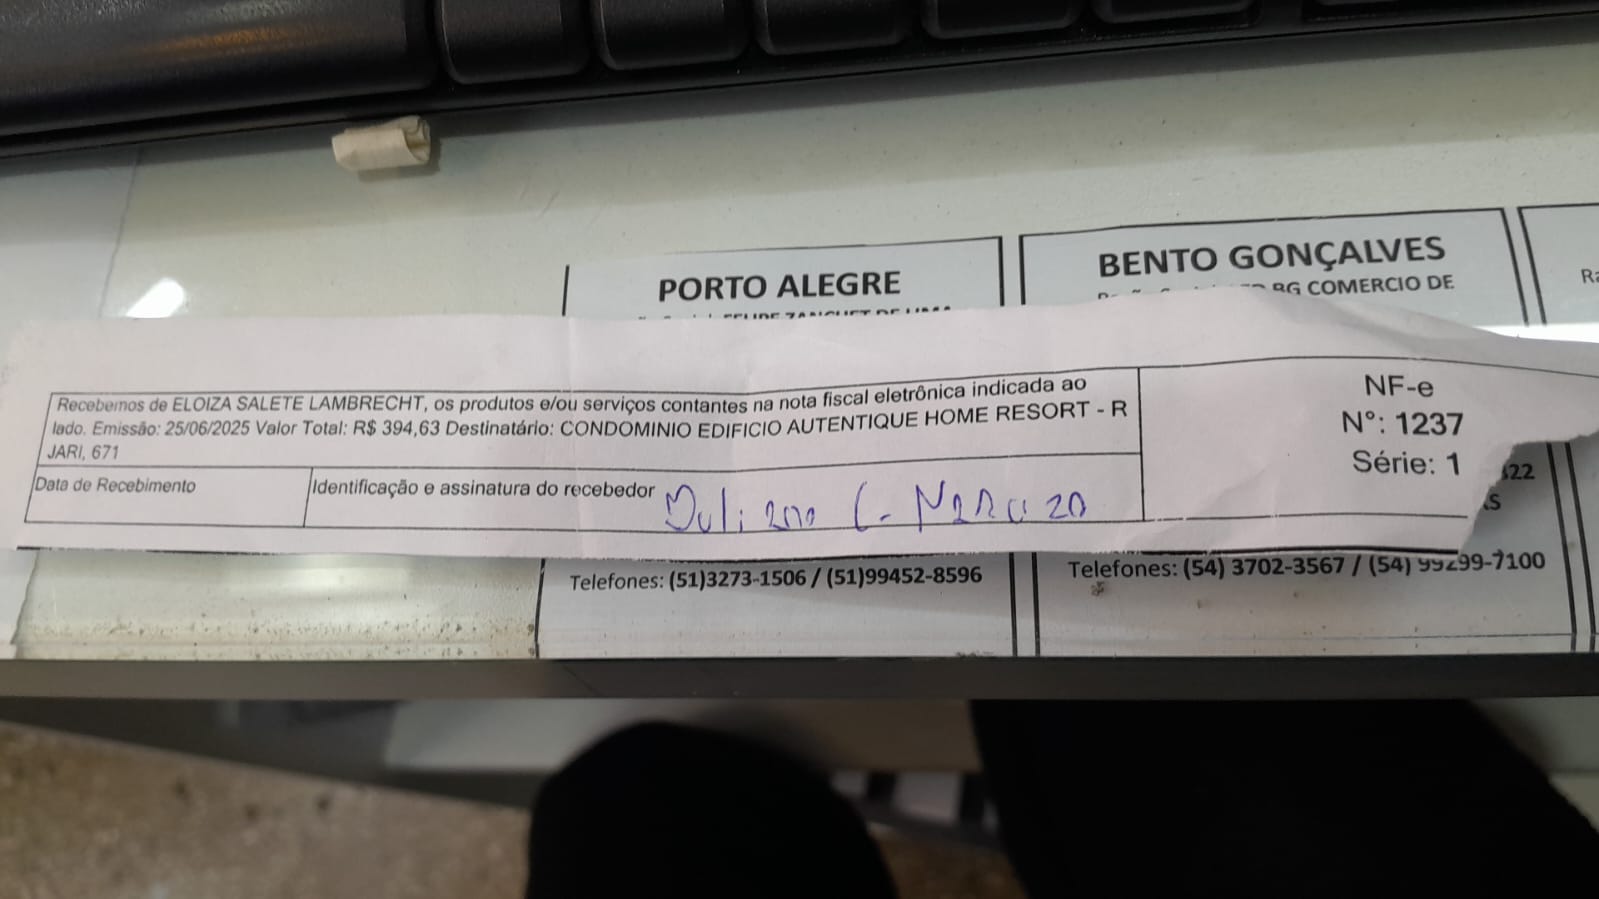 PORTO ALEGRE
BENTO GONÇALVES
BG COMERCIO DE
Recebemos de ELOIZA SALETE LAMBRECHT, os produtos e/ou serviços contantes na nota fiscal eletrônica indicada ao
lado. Emissão: 25/06/2025 Valor Total: R$ 394,63 Destinatário: CONDOMINIO EDIFICIO AUTENTIQUE HOME RESORT - R
JARI, 671
NF-e
N°: 1237
Série: 1
Data de Recebimento
Identificação e assinatura do recebedor
Juliano C.
Telefones: (51)3273-1506 / (51)99452-8596
Telefones: (54) 3702-3567 / (54) 99299-7100